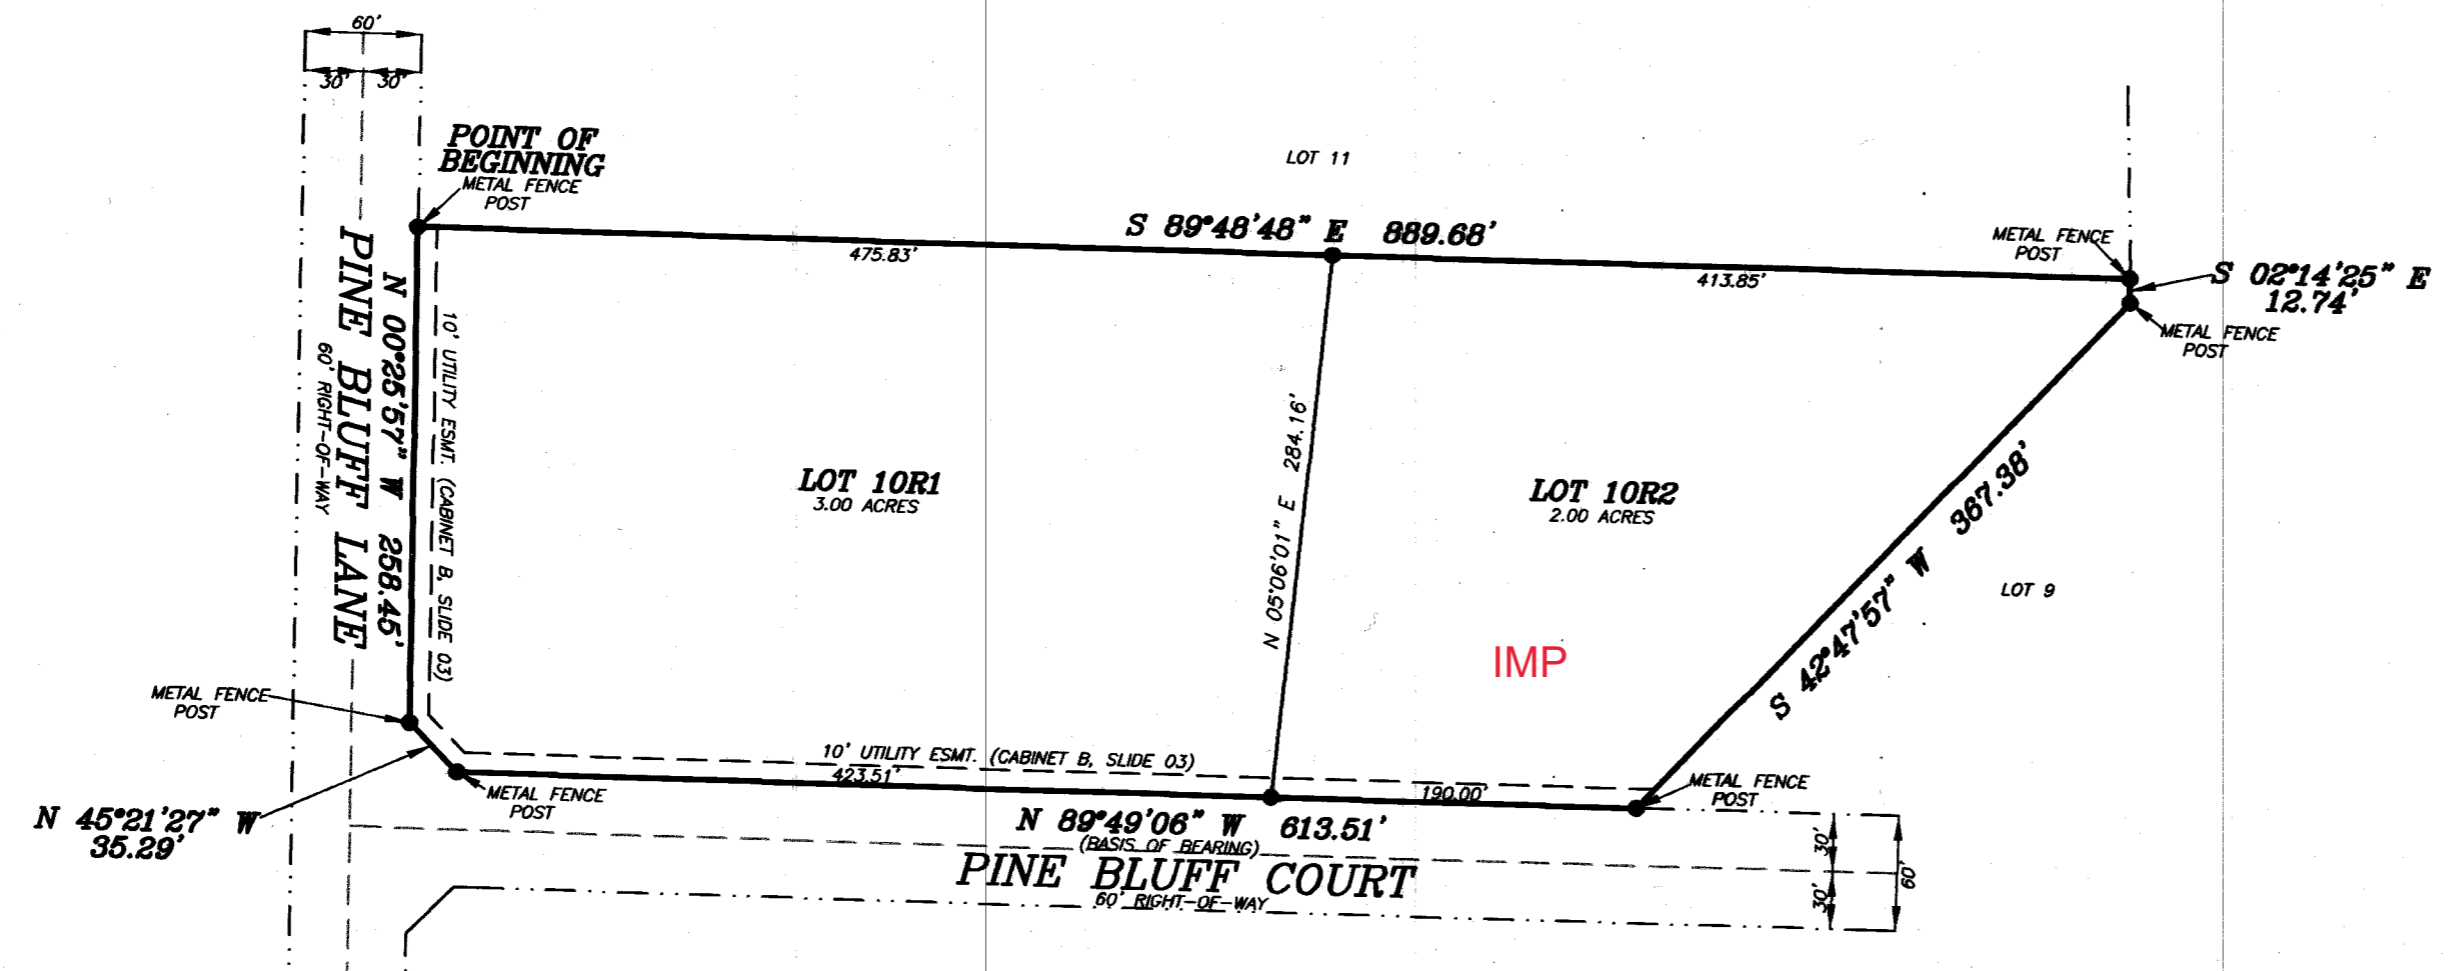 60'
30' 30'
POINT OF
BEGINNING
METAL FENCE
POST
LOT 11
S 89°48'48" E 889.68'
475.83'
413.85'
METAL FENCE
POST
S 02°14'25" E
12.74'
METAL FENCE
POST
PINE BLUFF LANE
60' RIGHT-OF-WAY
N 00°25'57" W 258.45'
10' UTILITY ESMT. (CABINET B, SLIDE 03)
LOT 10R1
3.00 ACRES
N 05°06'01" E 284.16'
LOT 10R2
2.00 ACRES
IMP
S 42°47'57" W 367.38'
LOT 9
METAL FENCE
POST
N 45°21'27" W
35.29'
METAL FENCE
POST
10' UTILITY ESMT. (CABINET B, SLIDE 03)
423.51'
190.00'
METAL FENCE
POST
N 89°49'06" W 613.51'
(BASIS OF BEARING)
PINE BLUFF COURT
60' RIGHT-OF-WAY
30'
30'
60'